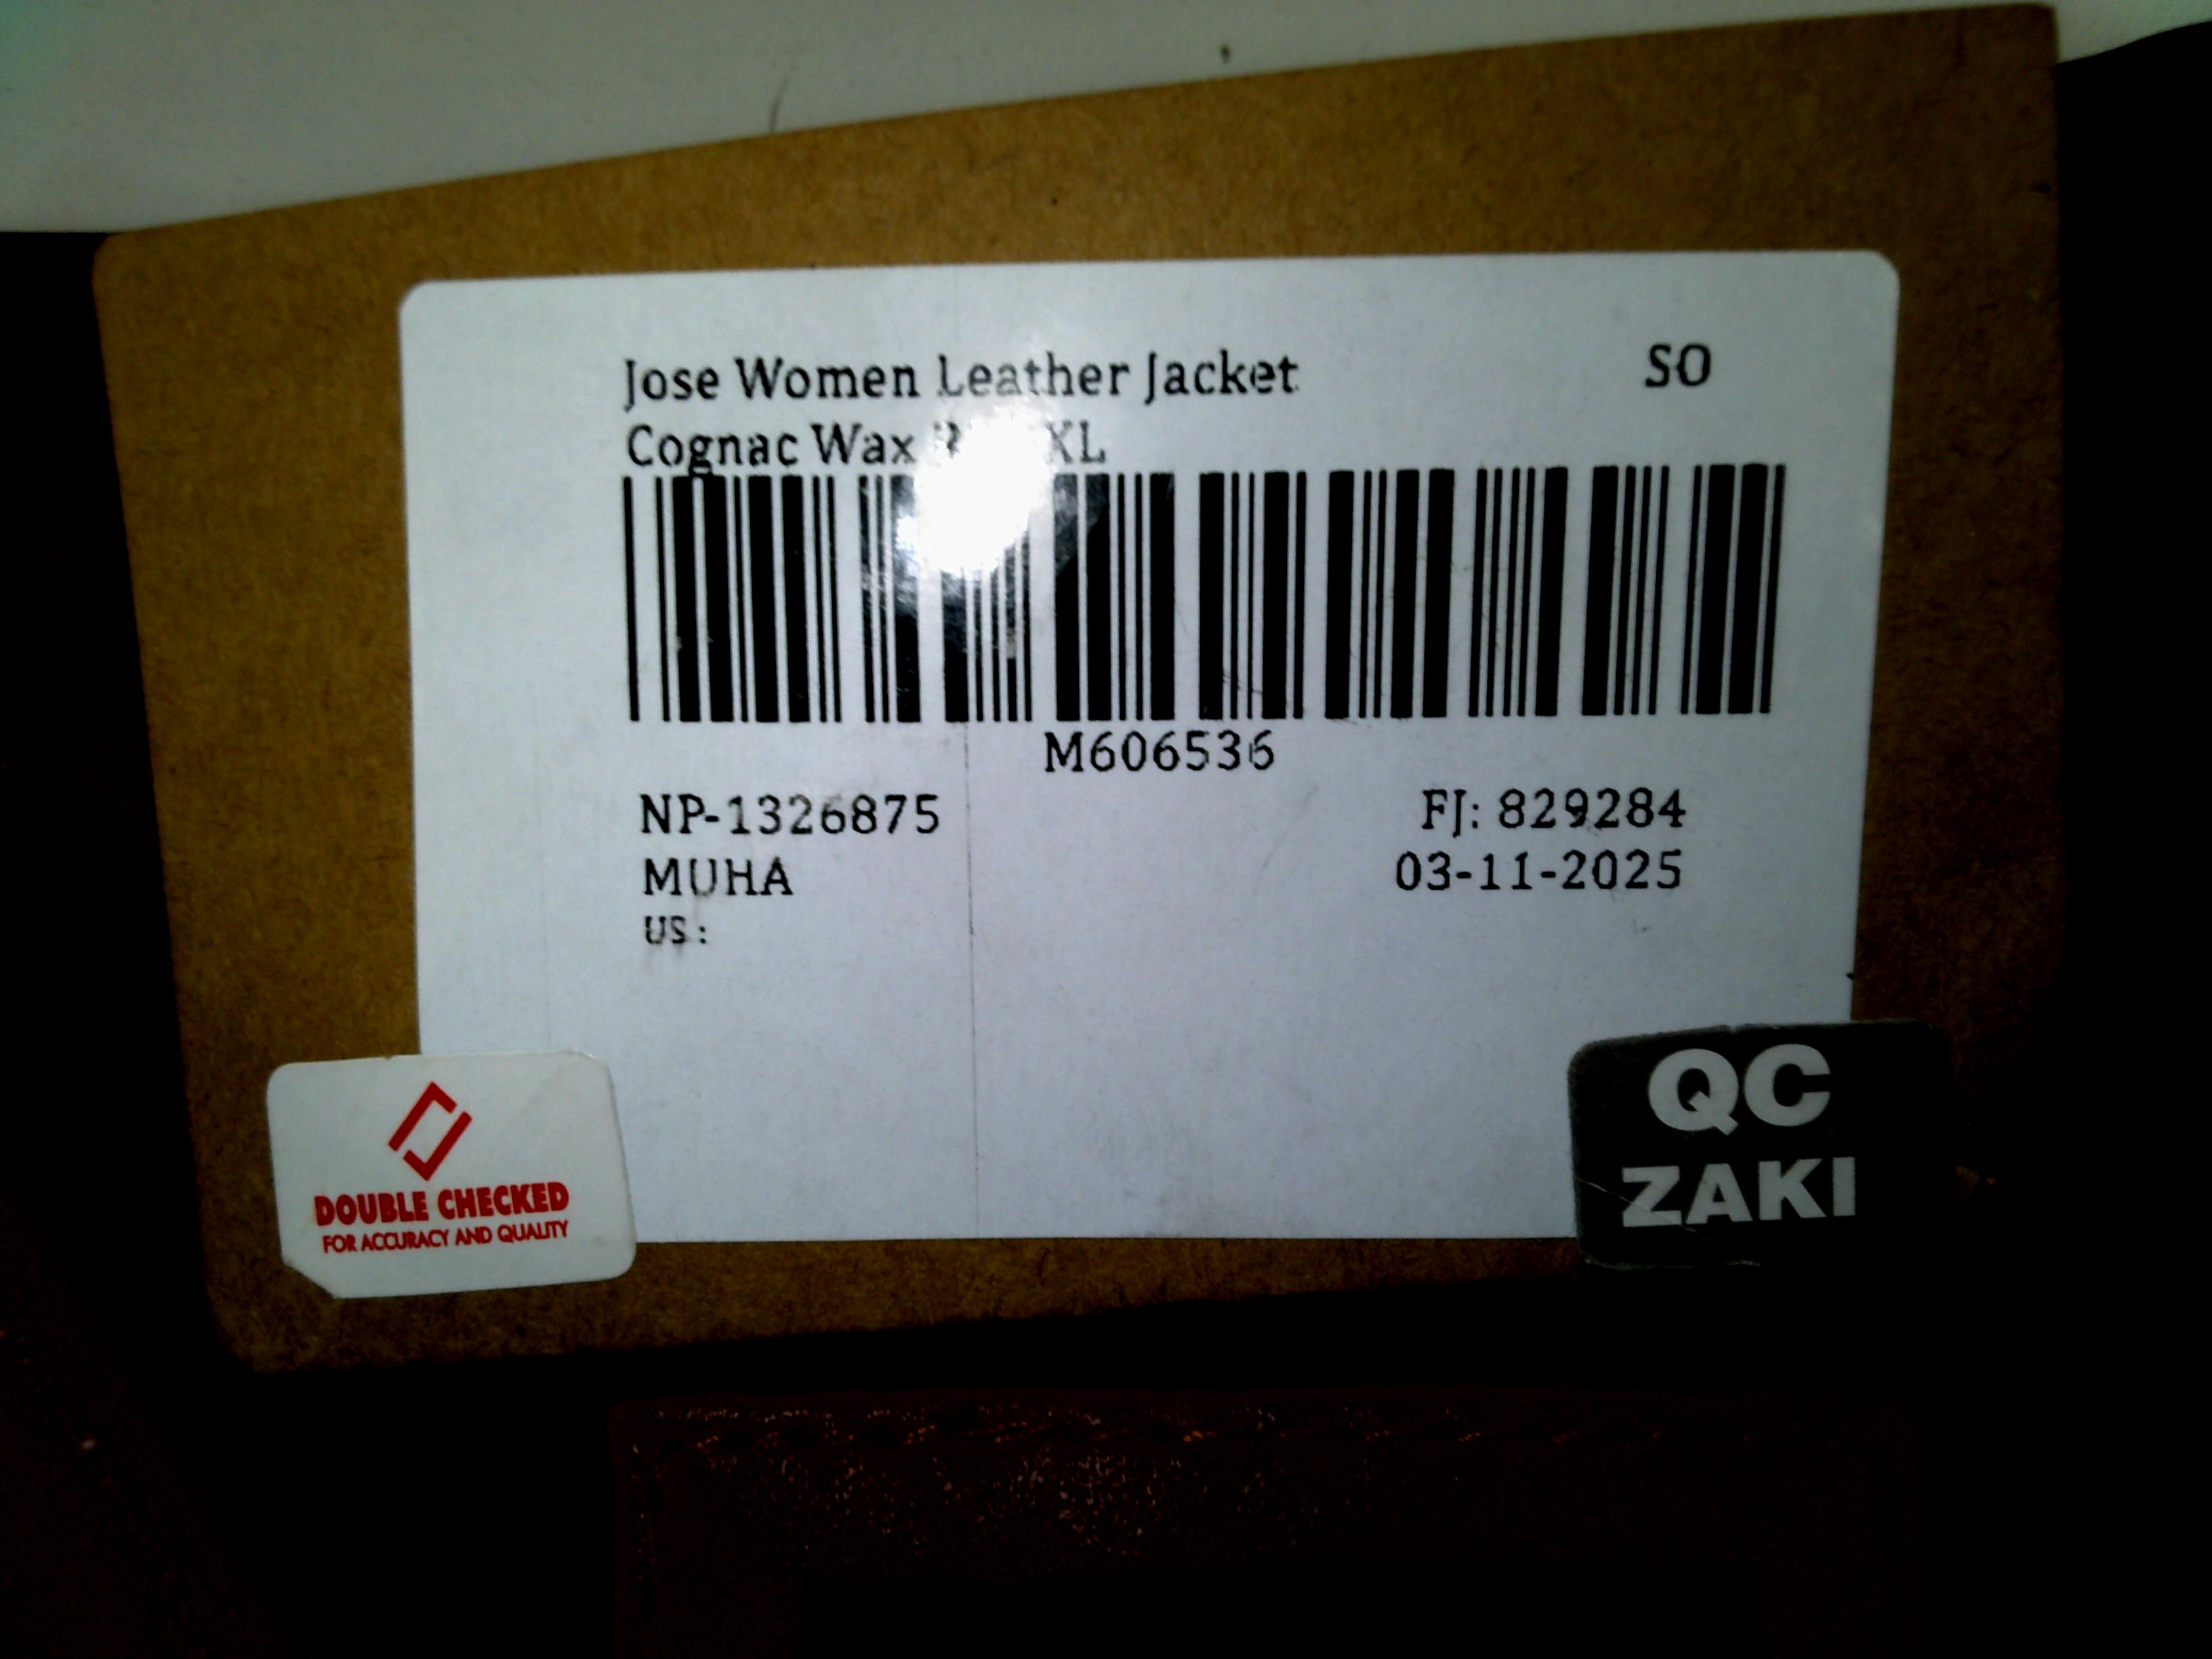 Jose Women Leather Jacket SO
Cognac Wax XL
M606536
NP-1326875 FJ: 829284
MUHA 03-11-2025
US:
DOUBLE CHECKED
FOR ACCURACY AND QUALITY
QC
ZAKI